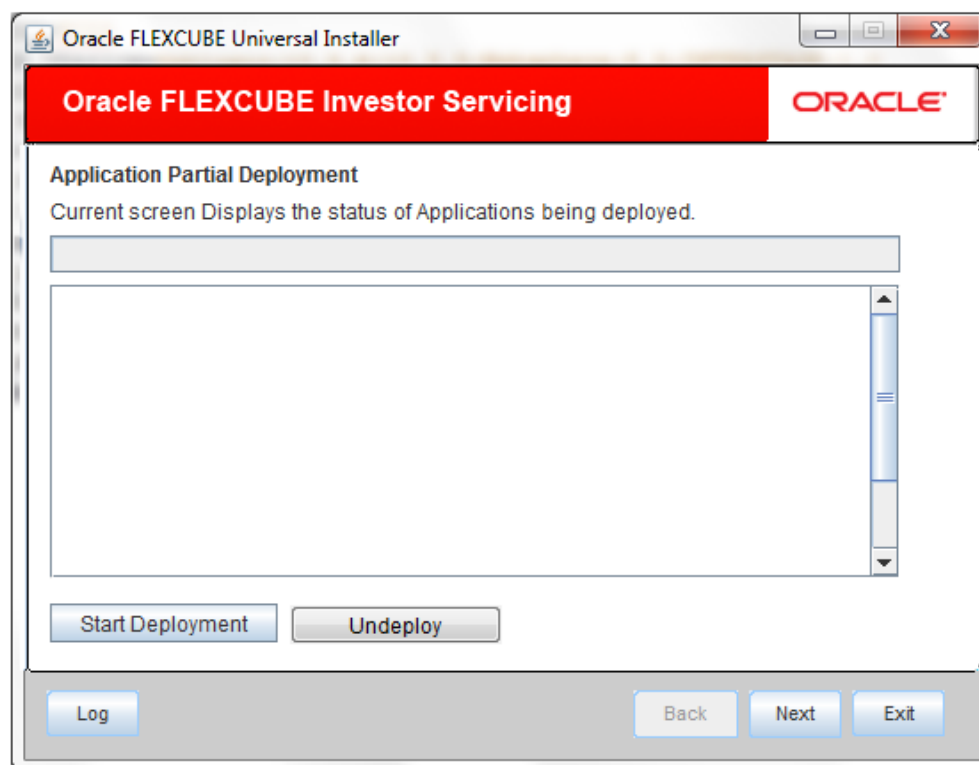 Oracle FLEXCUBE Universal Installer
Oracle FLEXCUBE Investor Servicing
ORACLE
Application Partial Deployment
Current screen Displays the status of Applications being deployed.
Start Deployment Undeploy
Log Back Next Exit